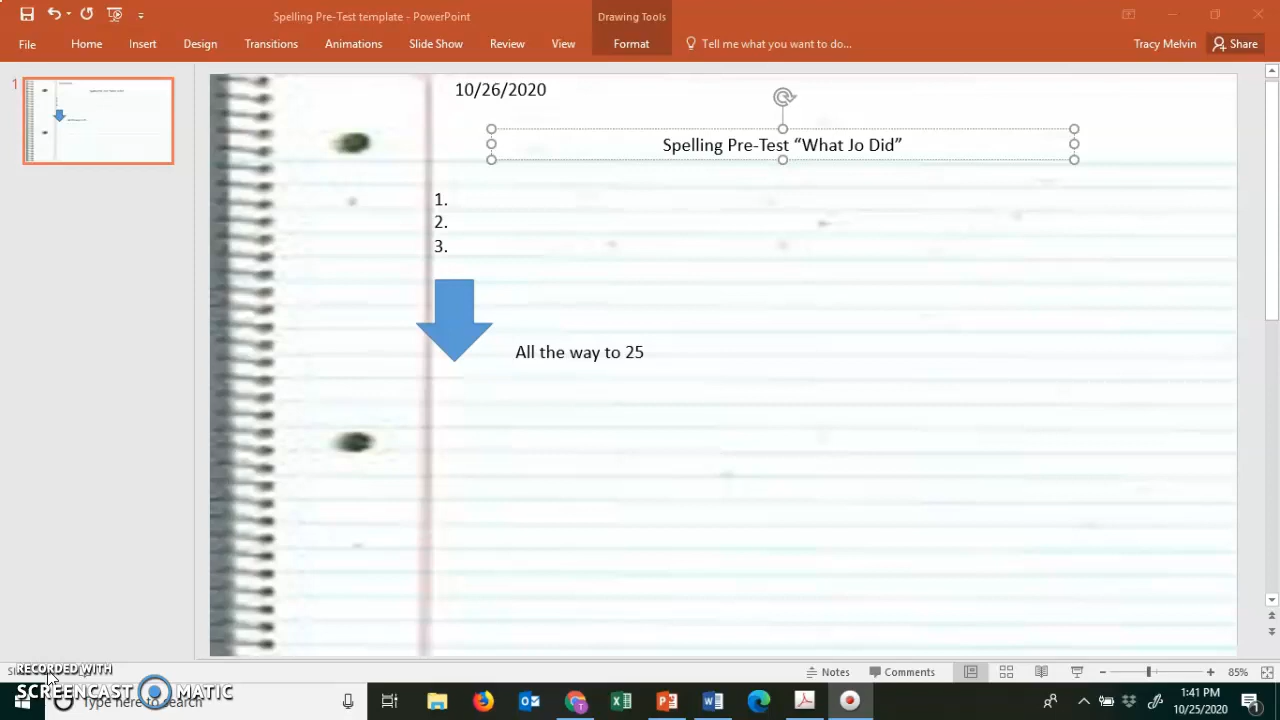 Spelling Pre-Test template - PowerPoint
Drawing Tools
File Home Insert Design Transitions Animations Slide Show Review View Format Tell me what you want to do... Tracy Melvin Share
1
10/26/2020
Spelling Pre-Test “What Jo Did”
1.
2.
3.
All the way to 25
Notes Comments 85%
RECORDED WITH
SCREENCAST MATIC
Type here to search
1:41 PM
10/25/2020
1